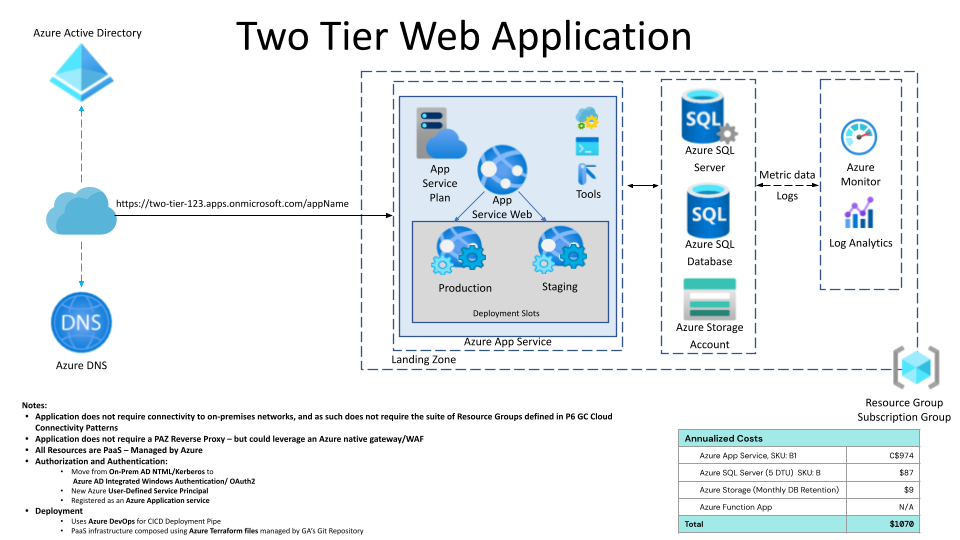 Two Tier Web Application
Azure Active Directory
https://two-tier-123.apps.onmicrosoft.com/appName
DNS
Azure DNS
App
Service
Plan
App
Service Web
Tools
Production
Staging
Deployment Slots
Azure App Service
Landing Zone
SQL
Azure SQL
Server
SQL
Azure SQL
Database
Azure Storage
Account
Metric data
Logs
Azure
Monitor
Log Analytics
Resource Group
Subscription Group
Notes:
• Application does not require connectivity to on-premises networks, and as such does not require the suite of Resource Groups defined in P6 GC Cloud
Connectivity Patterns
• Application does not require a PAZ Reverse Proxy – but could leverage an Azure native gateway/WAF
• All Resources are PaaS – Managed by Azure
• Authorization and Authentication:
• Move from On-Prem AD NTML/Kerberos to
Azure AD Integrated Windows Authentication/ OAuth2
• New Azure User-Defined Service Principal
• Registered as an Azure Application service
• Deployment
• Uses Azure DevOps for CICD Deployment Pipe
• PaaS infrastructure composed using Azure Terraform files managed by GA's Git Repository
Annualized Costs
Azure App Service, SKU: B1 C$974
Azure SQL Server (5 DTU) SKU: B $87
Azure Storage (Monthly DB Retention) $9
Azure Function App N/A
Total $1070